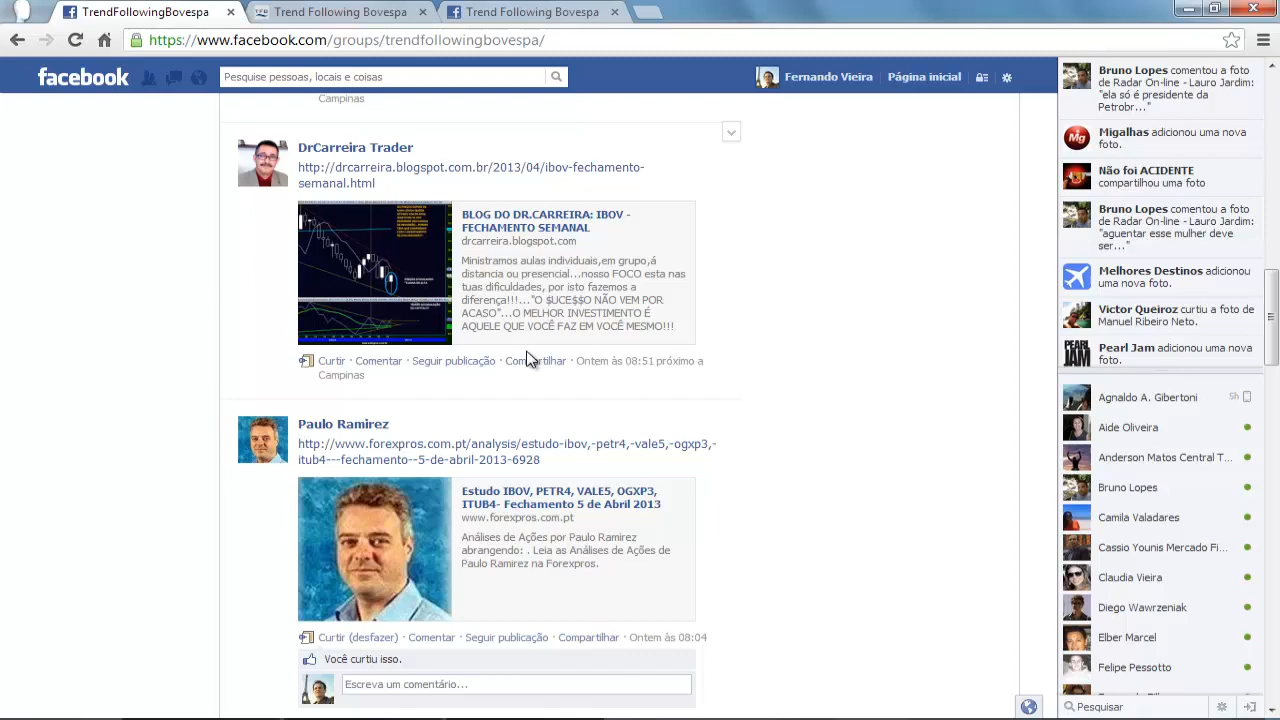 TrendFollowingBovespa
Trend Following Bovespa
Trend Following Bovespa
https://www.facebook.com/groups/trendfollowingbovespa/
facebook
Pesquise pessoas, locais e c
Fernando Vieira
Página inicial
Campinas
DrCarreira Trader
http://drcarreira.blogspot.com.br/2013/04/ibov-fechamento-
semanal.html
BLOG DO DR.CARREIRA: IBOV -
FECHAMENTO SEMANAL
drcarreira.blogspot.com
Ministramos aulas individuais,em grupo,á
distancia ou presencial...nosso FOCO esta nas
suas dificuldades, por isto fazemos a
diferença!!!..."O SUCE$$O NÃO VEM POR
ACASO"...O MELHOR INVESTIMENTO É
AQUELE QUE VOCÊ FAZ EM VOCÊ MESMO!!!
Curtir · Comentar · Seguir publicação · Compartilhar · Ontem às 08:51 próximo a
Campinas
Paulo Ramirez
http://www.forexpros.com.pt/analysis/estudo-ibov,-petr4,-vale5,-ogxp3,-
itub4---fechamento--5-de-abril-2013-6928
Estudo IBOV, PETR4, VALE5, OGXP3,
ITUB4- Fechamento 5 de Abril 2013
www.forexpros.com.pt
Análises de Ações por Paulo Ramirez
abrangendo: . Leia as Análises de Ações de
Paulo Ramirez na Forexpros.
Curtir (desfazer) · Comentar · Seguir publicação · Compartilhar · Ontem às 08:04
Você curtiu isso.
Escreva um comentário...
Bruno Lopes comentou a foto
de Radar On-line - Lauro Jardim:
"ela só é presidente da
Petrobr..."
Migalhas adicionou uma nova
foto.
FOI ACIDENTE
compartilhou uma foto
Bruno Lopes comentou a foto
de Radar On-line - Lauro Jardim:
"e esse mulher deve
Melhores Destinos adicionou
uma nova foto.
Victor Queiroz curtiu a foto de
Ribeiro Neto.
Pearl Jam adicionou uma nova
foto.
PEARL
JAM
Agnaldo A. Gibertoni
5h
Aide Oliveira
Anderson Matos Central T...
Bruno Lopes
Camila Valadares
Cassio Younis Mercado Fi...
Claudia Vieira
Diego Wawrzeniak
Ellen Marcel
Felipe Pessotto
Pesquisar